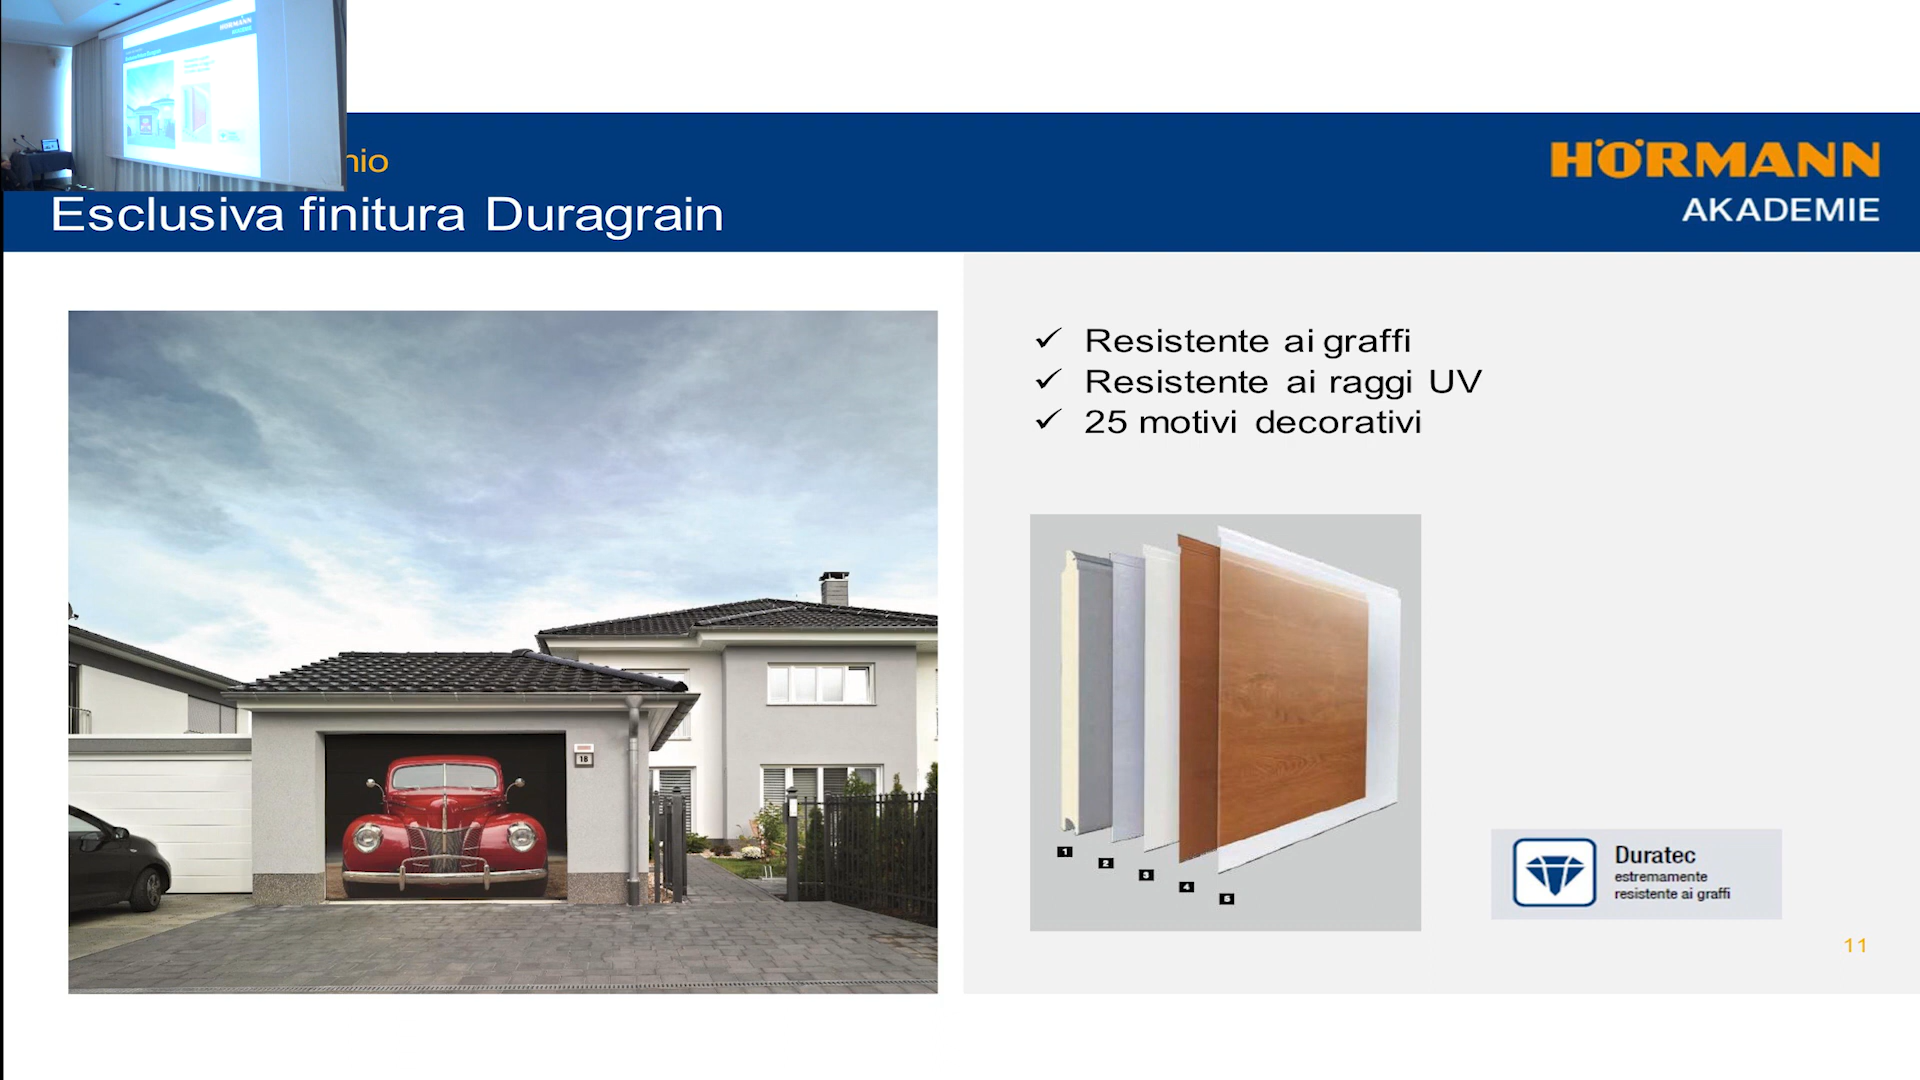 nio
Esclusiva finitura Duragrain
HÖRMANN
AKADEMIE
✓ Resistente ai graffi
✓ Resistente ai raggi UV
✓ 25 motivi decorativi
18
1
2
3
4
5
Duratec
estremamente
resistente ai graffi
11